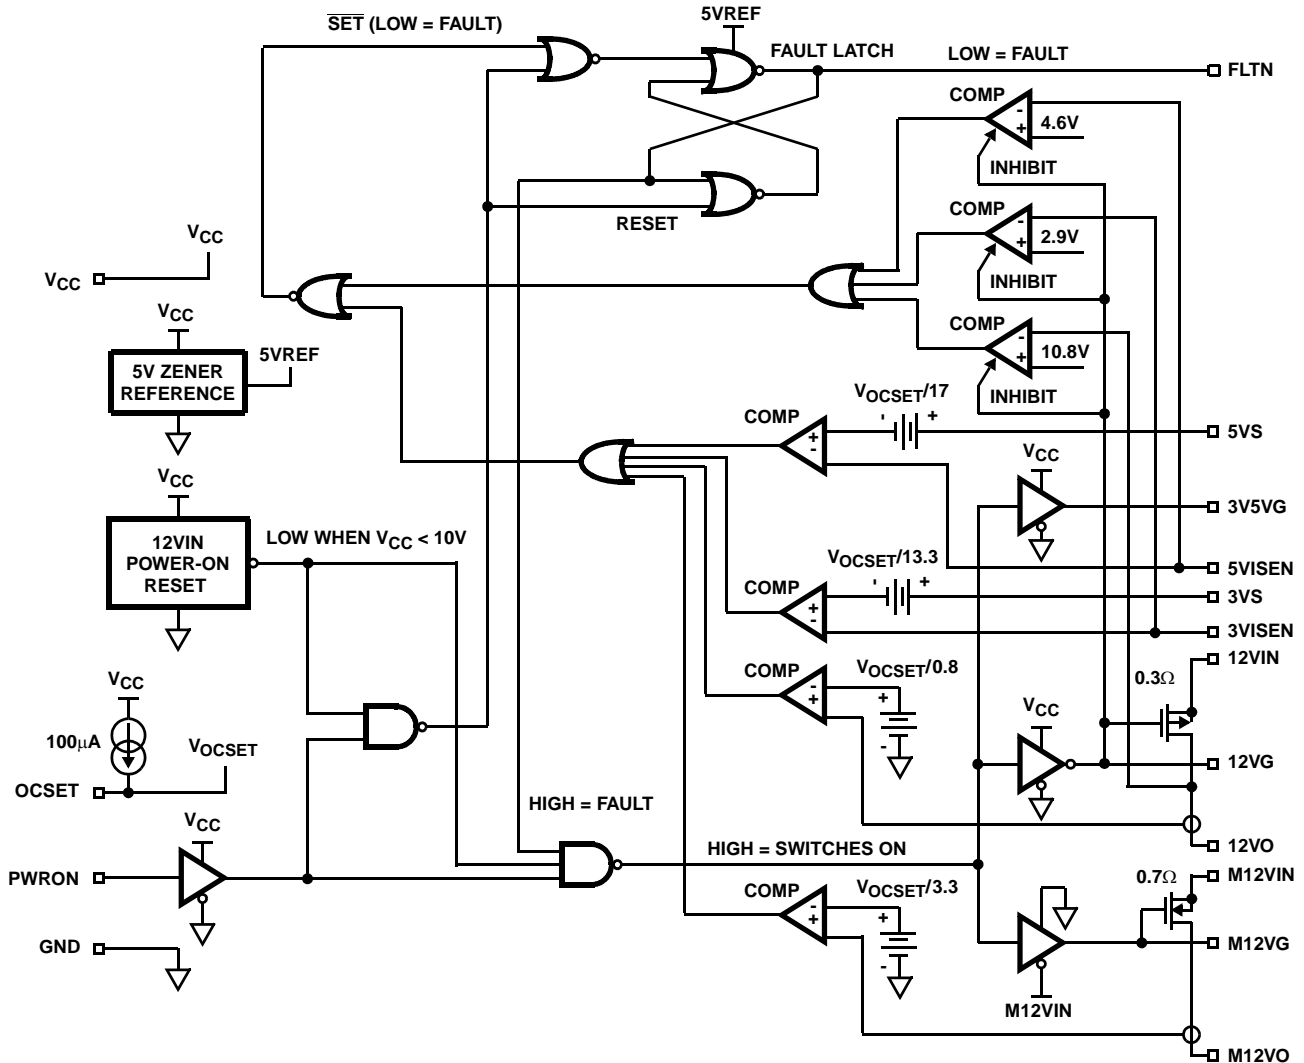 5VREF
SET (LOW = FAULT)
FAULT LATCH
LOW = FAULT
FLTN
COMP
-
+
4.6V
INHIBIT
RESET
COMP
-
+
2.9V
INHIBIT
VCC
VCC
COMP
-
+
10.8V
INHIBIT
VCC
5V ZENER
REFERENCE
5VREF
VOCSET/17
-
+
COMP
+
-
5VS
VCC
3V5VG
VCC
12VIN
POWER-ON
RESET
LOW WHEN VCC < 10V
VOCSET/13.3
-
+
COMP
+
-
5VISEN
3VS
3VISEN
12VIN
0.3Ω
COMP
-
+
VOCSET/0.8
+
-
VCC
100µA
VOCSET
OCSET
VCC
12VG
HIGH = FAULT
HIGH = SWITCHES ON
12VO
VCC
PWRON
GND
COMP
-
+
VOCSET/3.3
+
-
0.7Ω
M12VIN
M12VG
M12VIN
M12VO